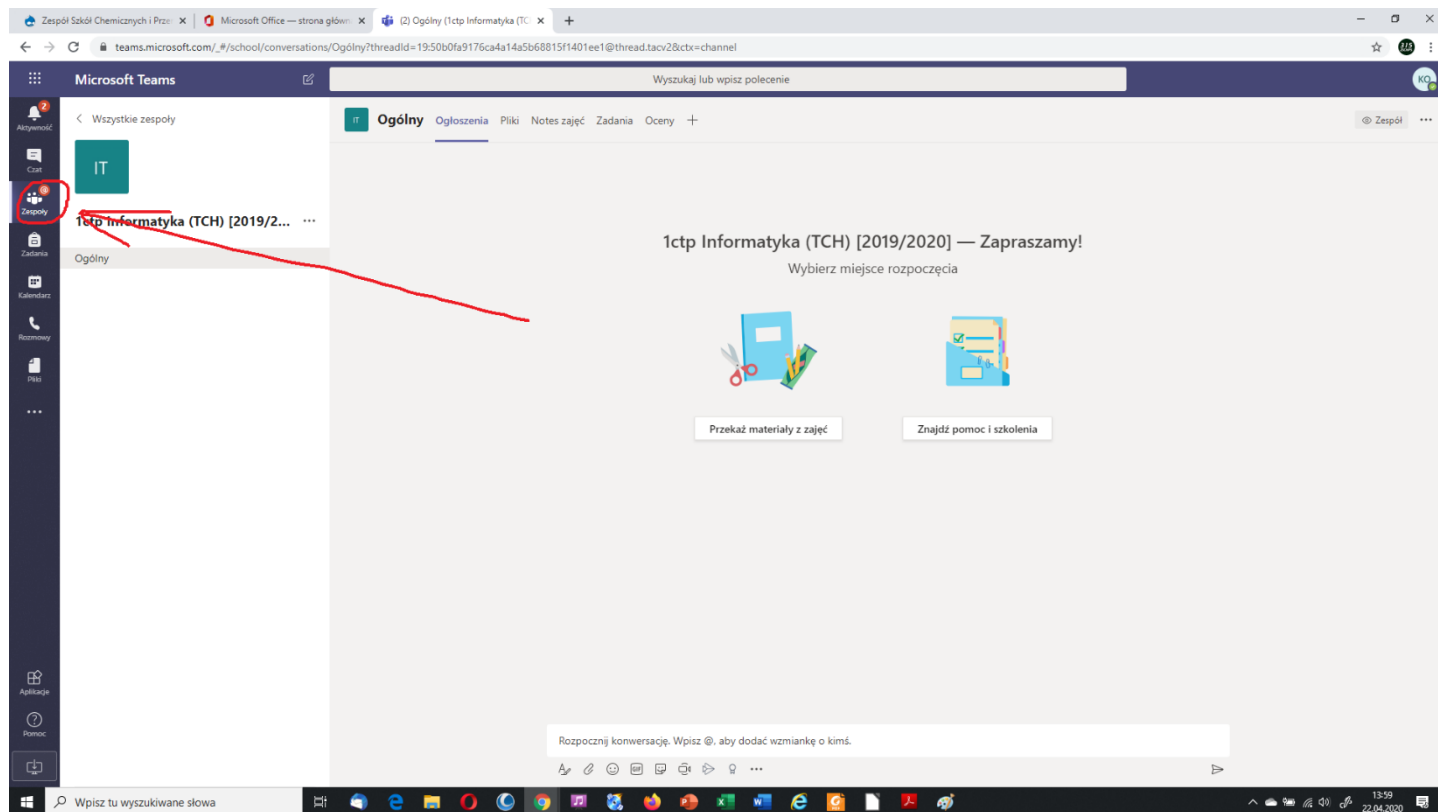 Zespół Szkół Chemicznych i Prze
Microsoft Office — strona główn
(2) Ogólny (1ctp Informatyka (TC
teams.microsoft.com/_#/school/conversations/Ogólny?threadId=19:50b0fa9176ca4a14a5b68815f1401ee1@thread.tacv2&ctx=channel
Microsoft Teams
Wyszukaj lub wpisz polecenie
KO
2
Aktywność
Czat
@
Zespoły
Zadania
Kalendarz
Rozmowy
Pliki
Aplikacje
Pomoc
Wszystkie zespoły
IT
1ctp Informatyka (TCH) [2019/2...
Ogólny
IT
Ogólny Ogłoszenia Pliki Notes zajęć Zadania Oceny
Zespół
1ctp Informatyka (TCH) [2019/2020] — Zapraszamy!
Wybierz miejsce rozpoczęcia
Przekaż materiały z zajęć
Znajdź pomoc i szkolenia
Rozpocznij konwersację. Wpisz @, aby dodać wzmiankę o kimś.
GIF
Wpisz tu wyszukiwane słowa
13:59
22.04.2020